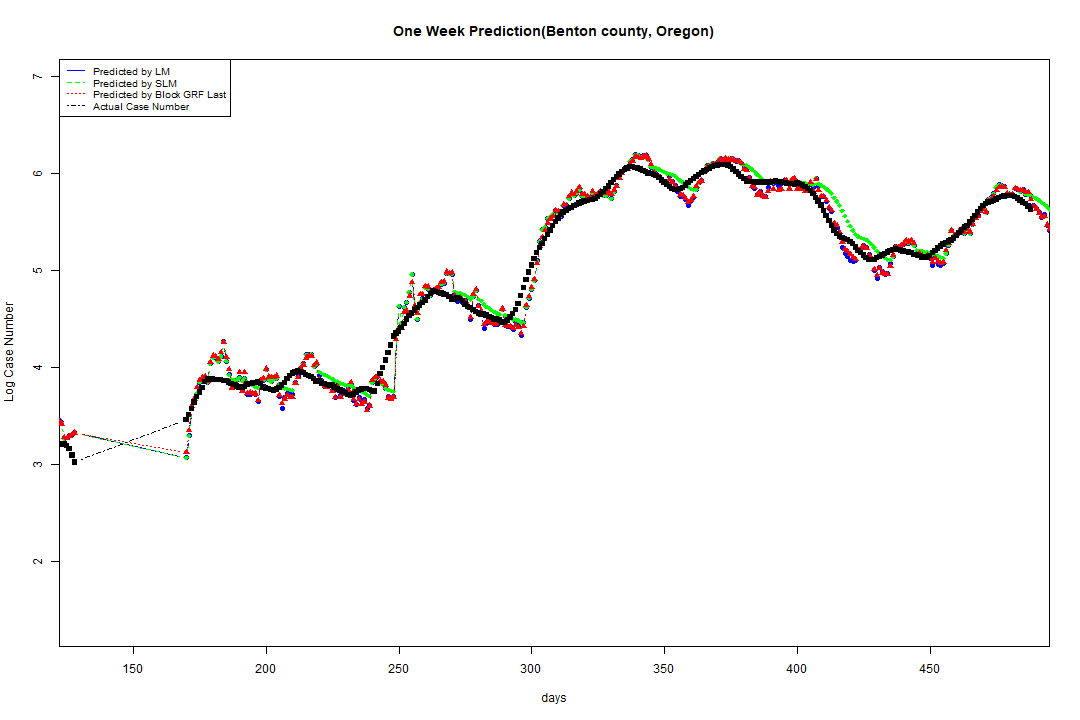 One Week Prediction(Benton county, Oregon)
Predicted by LM
Predicted by SLM
Predicted by Block GRF Last
Actual Case Number
7
6
5
4
3
2
Log Case Number
150 200 250 300 350 400 450
days